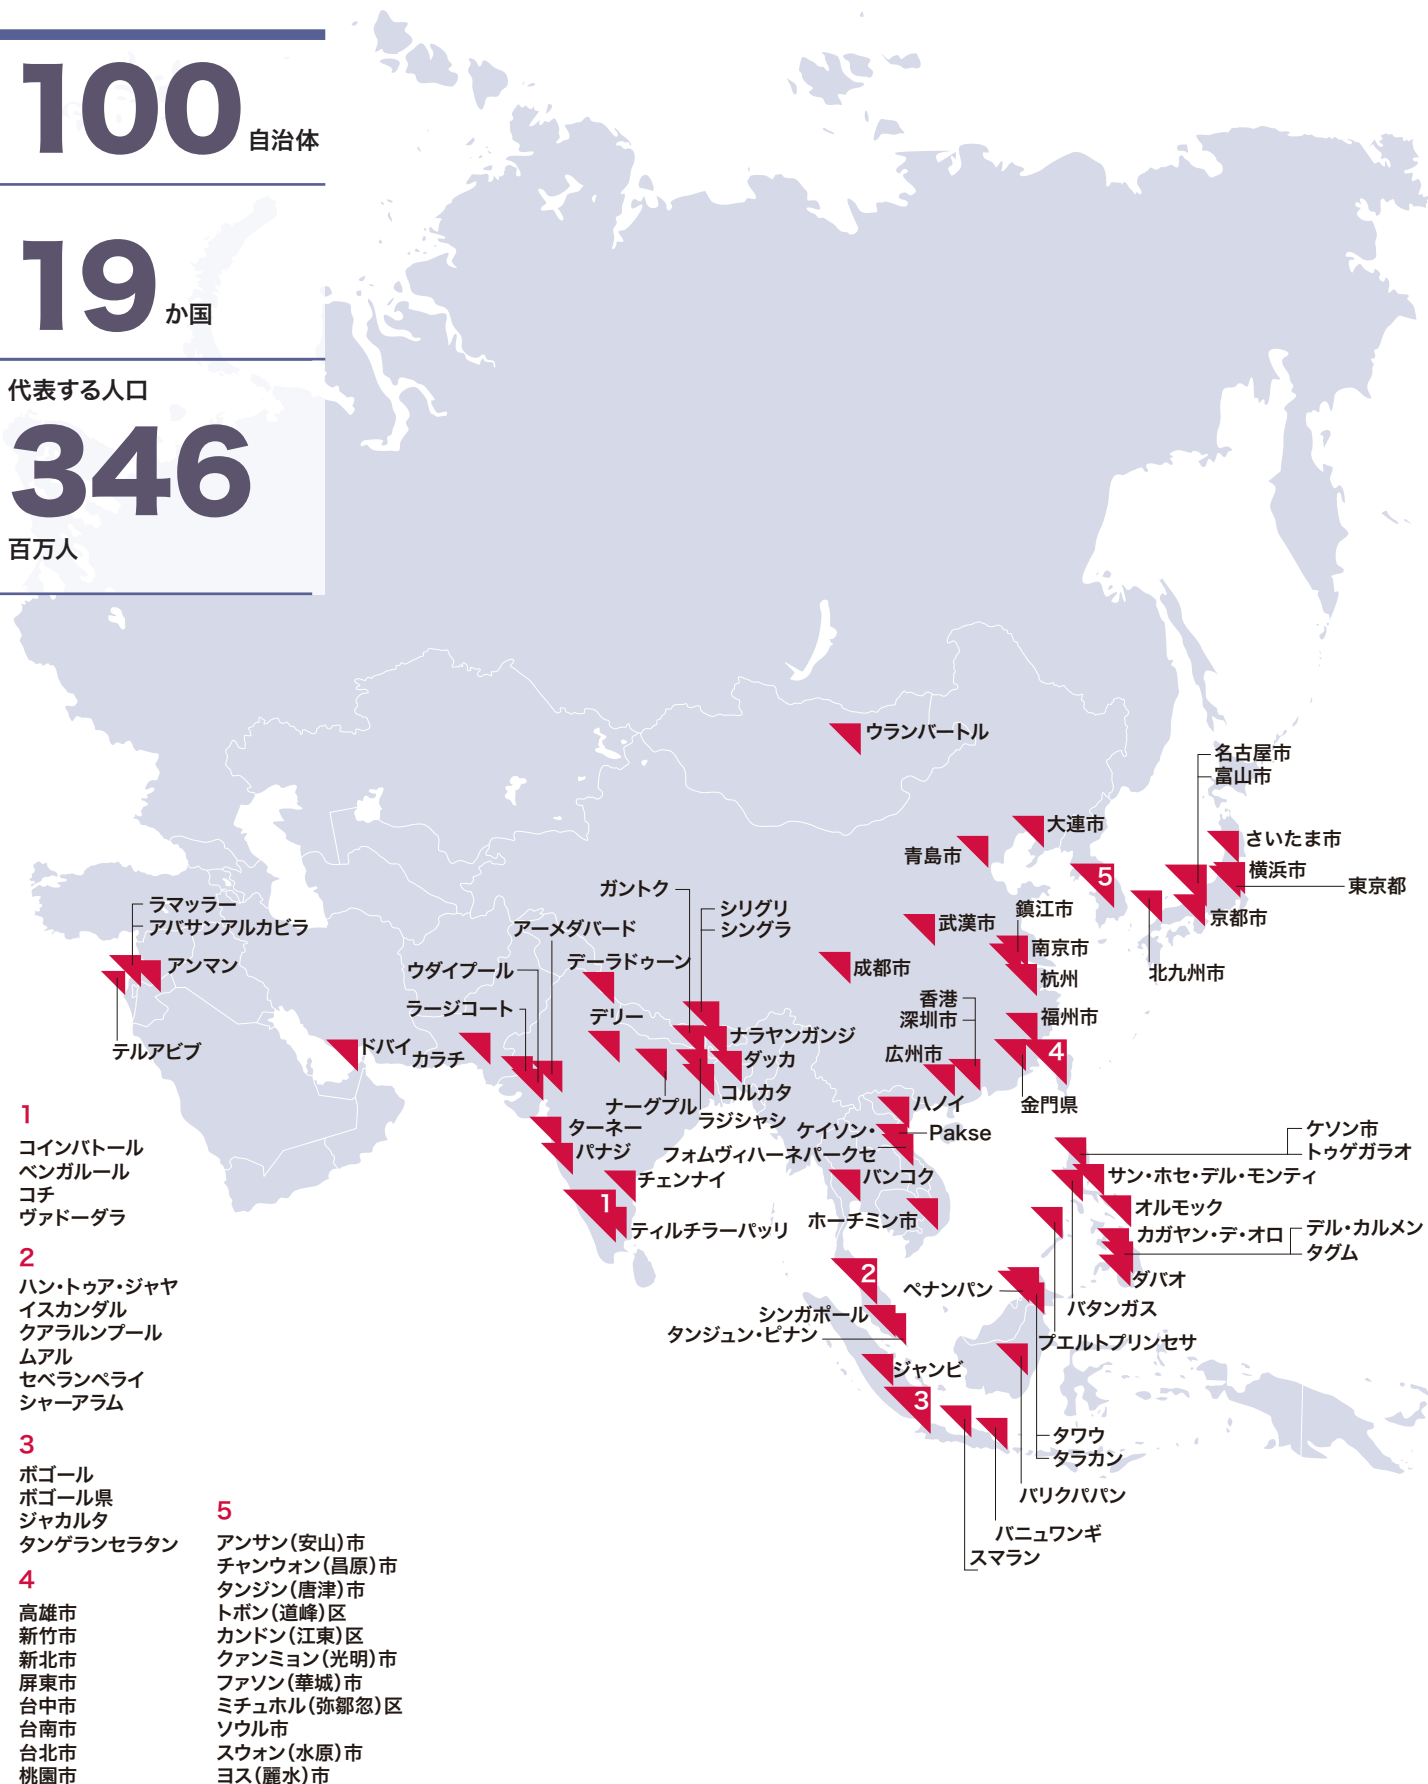 100 自治体
19 か国
代表する人口
346
百万人
ウランバートル
名古屋市
富山市
大連市
さいたま市
青島市
横浜市
東京都
5
ガントク
シリグリ
シングラ
鎮江市
京都市
ラマッラー
アバサンアルカビラ
アーメダバード
武漢市
南京市
デーラドゥーン
アンマン
ウダイプール
成都市
杭州
北九州市
香港
深圳市
ラージコート
デリー
福州市
ナラヤンガンジ
テルアビブ
ドバイ
カラチ
ダッカ
広州市
4
コルカタ
ナーグプル
ラジシャシ
ハノイ
金門県
ターネー
ケイソン・
フォムヴィハーネパークセ
Pakse
ケソン市
トゥゲガラオ
パナジ
チェンナイ
バンコク
サン・ホセ・デル・モンティ
1
オルモック
ティルチラーパッリ
ホーチミン市
カガヤン・デ・オロ
デル・カルメン
タグム
2
ダバオ
ペナンパン
バタンガス
シンガポール
タンジュン・ピナン
プエルトプリンセサ
ジャンビ
3
タワウ
タラカン
バリクパパン
バニュワンギ
スマラン
1
コインバトール
ベンガルール
コチ
ヴァドーダラ
2
ハン・トゥア・ジャヤ
イスカンダル
クアラルンプール
ムアル
セベランペライ
シャーアラム
3
ボゴール
ボゴール県
ジャカルタ
タンゲランセラタン
4
高雄市
新竹市
新北市
屏東市
台中市
台南市
台北市
桃園市
5
アンサン（安山）市
チャンウォン（昌原）市
タンジン（唐津）市
トボン（道峰）区
カンドン（江東）区
クァンミョン（光明）市
ファソン（華城）市
ミチュホル（弥鄒忽）区
ソウル市
スウォン（水原）市
ヨス（麗水）市